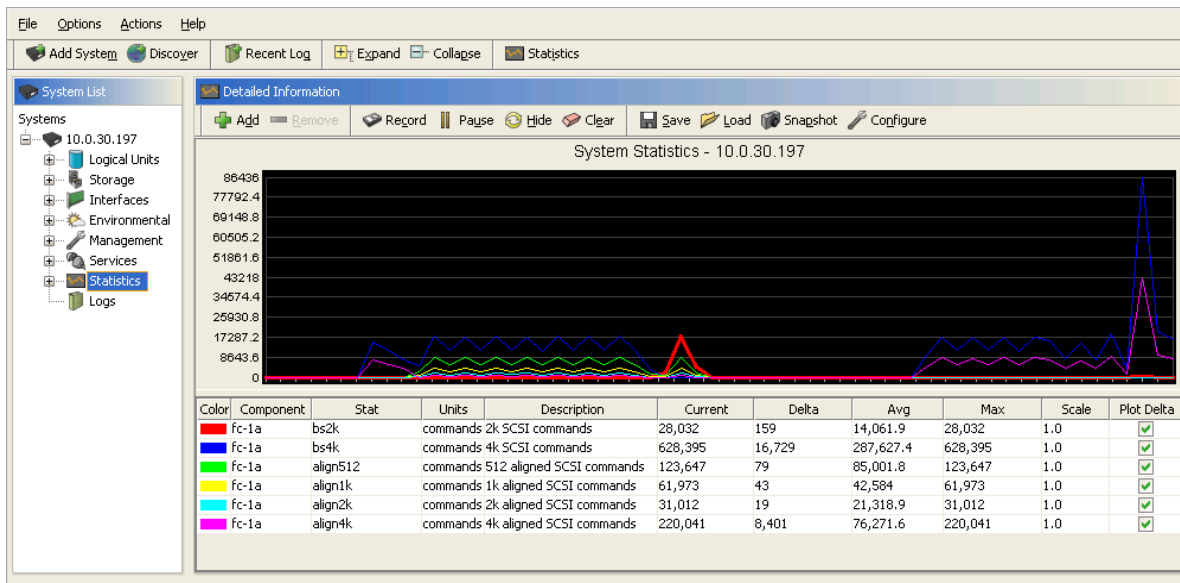 File Options Actions Help
Add System Discover Recent Log Expand Collapse Statistics
System List
Systems
10.0.30.197
Logical Units
Storage
Interfaces
Environmental
Management
Services
Statistics
Logs
Detailed Information
Add Remove Record Pause Hide Clear Save Load Snapshot Configure
System Statistics - 10.0.30.197
86436
77792.4
69148.8
60505.2
51861.6
43218
34574.4
25930.8
17287.2
8643.6
0
Color Component Stat Units Description Current Delta Avg Max Scale Plot Delta
fc-1a bs2k commands 2k SCSI commands 28,032 159 14,061.9 28,032 1.0
fc-1a bs4k commands 4k SCSI commands 628,395 16,729 287,627.4 628,395 1.0
fc-1a align512 commands 512 aligned SCSI commands 123,647 79 85,001.8 123,647 1.0
fc-1a align1k commands 1k aligned SCSI commands 61,973 43 42,584 61,973 1.0
fc-1a align2k commands 2k aligned SCSI commands 31,012 19 21,318.9 31,012 1.0
fc-1a align4k commands 4k aligned SCSI commands 220,041 8,401 76,271.6 220,041 1.0